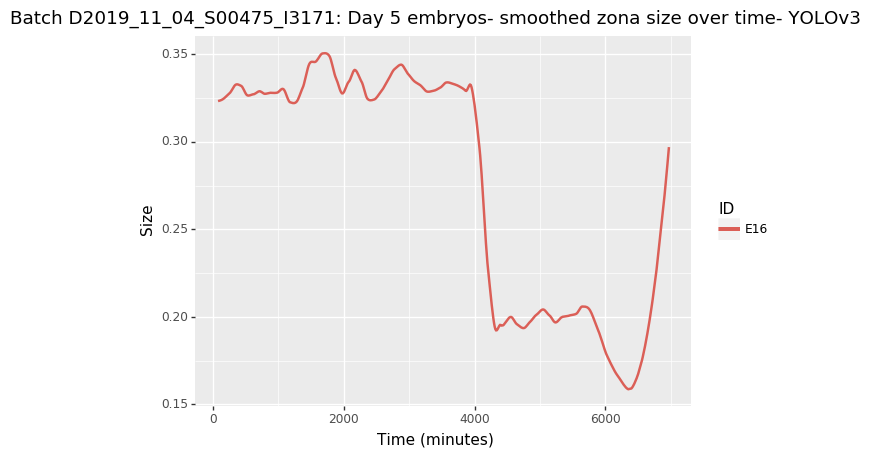 Batch D2019_11_04_S00475_I3171: Day 5 embryos- smoothed zona size over time- YOLOv3
0.35
0.30
0.25
0.20
0.15
Size
0
2000
4000
6000
Time (minutes)
ID
E16